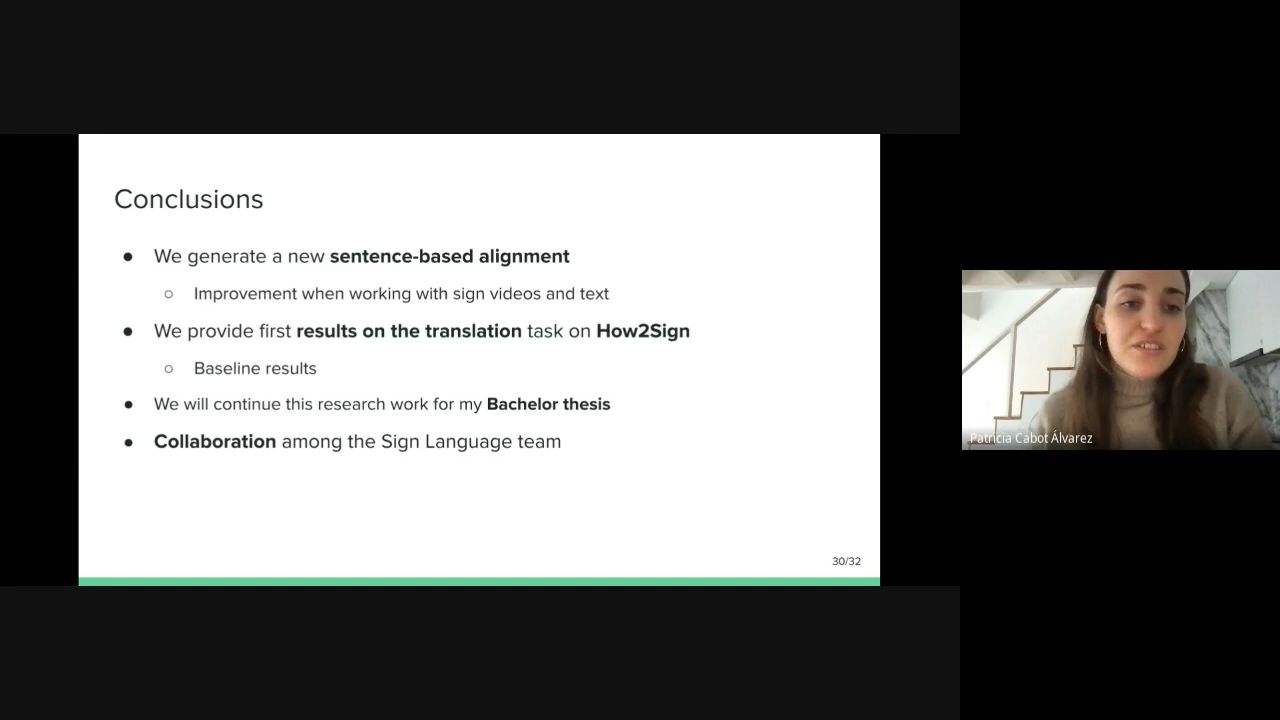 Conclusions
● We generate a new sentence-based alignment
○ Improvement when working with sign videos and text
● We provide first results on the translation task on How2Sign
○ Baseline results
● We will continue this research work for my Bachelor thesis
● Collaboration among the Sign Language team
30/32
Patricia Cabot Álvarez